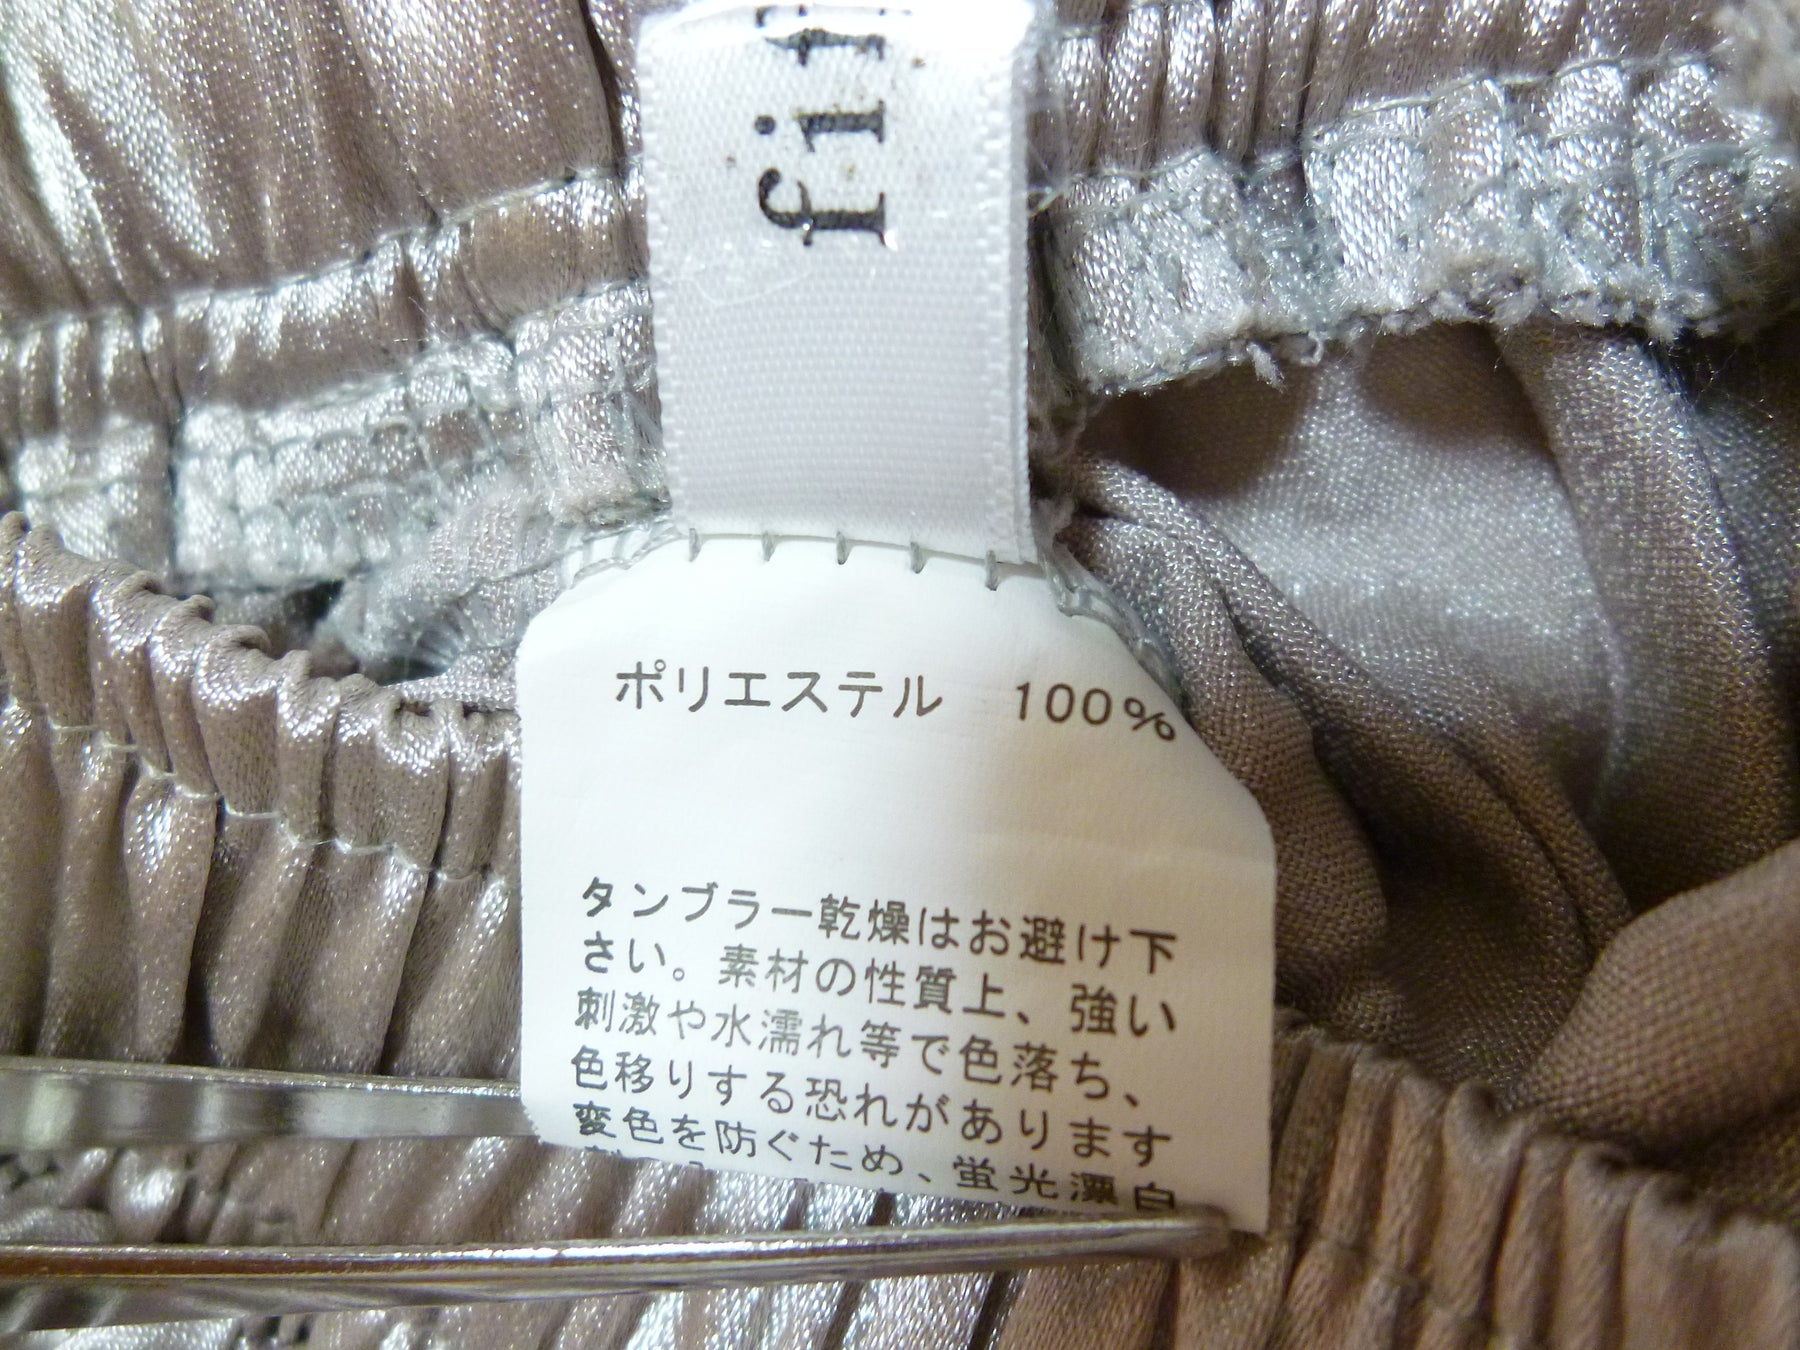 ポリエステル 100%
タンブラー乾燥はお避け下
さい。素材の性質上、強い
刺激や水濡れ等で色落ち、
色移りする恐れがあります
変色を防ぐため、蛍光漂白